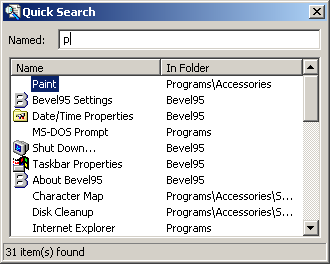 Quick Search
Named: p
Name In Folder
Paint Programs\Accessories
Bevel95 Settings Bevel95
Date/Time Properties Bevel95
MS-DOS Prompt Programs
Shut Down... Bevel95
Taskbar Properties Bevel95
About Bevel95 Bevel95
Character Map Programs\Accessories\S...
Disk Cleanup Programs\Accessories\S...
Internet Explorer Programs
31 item(s) found